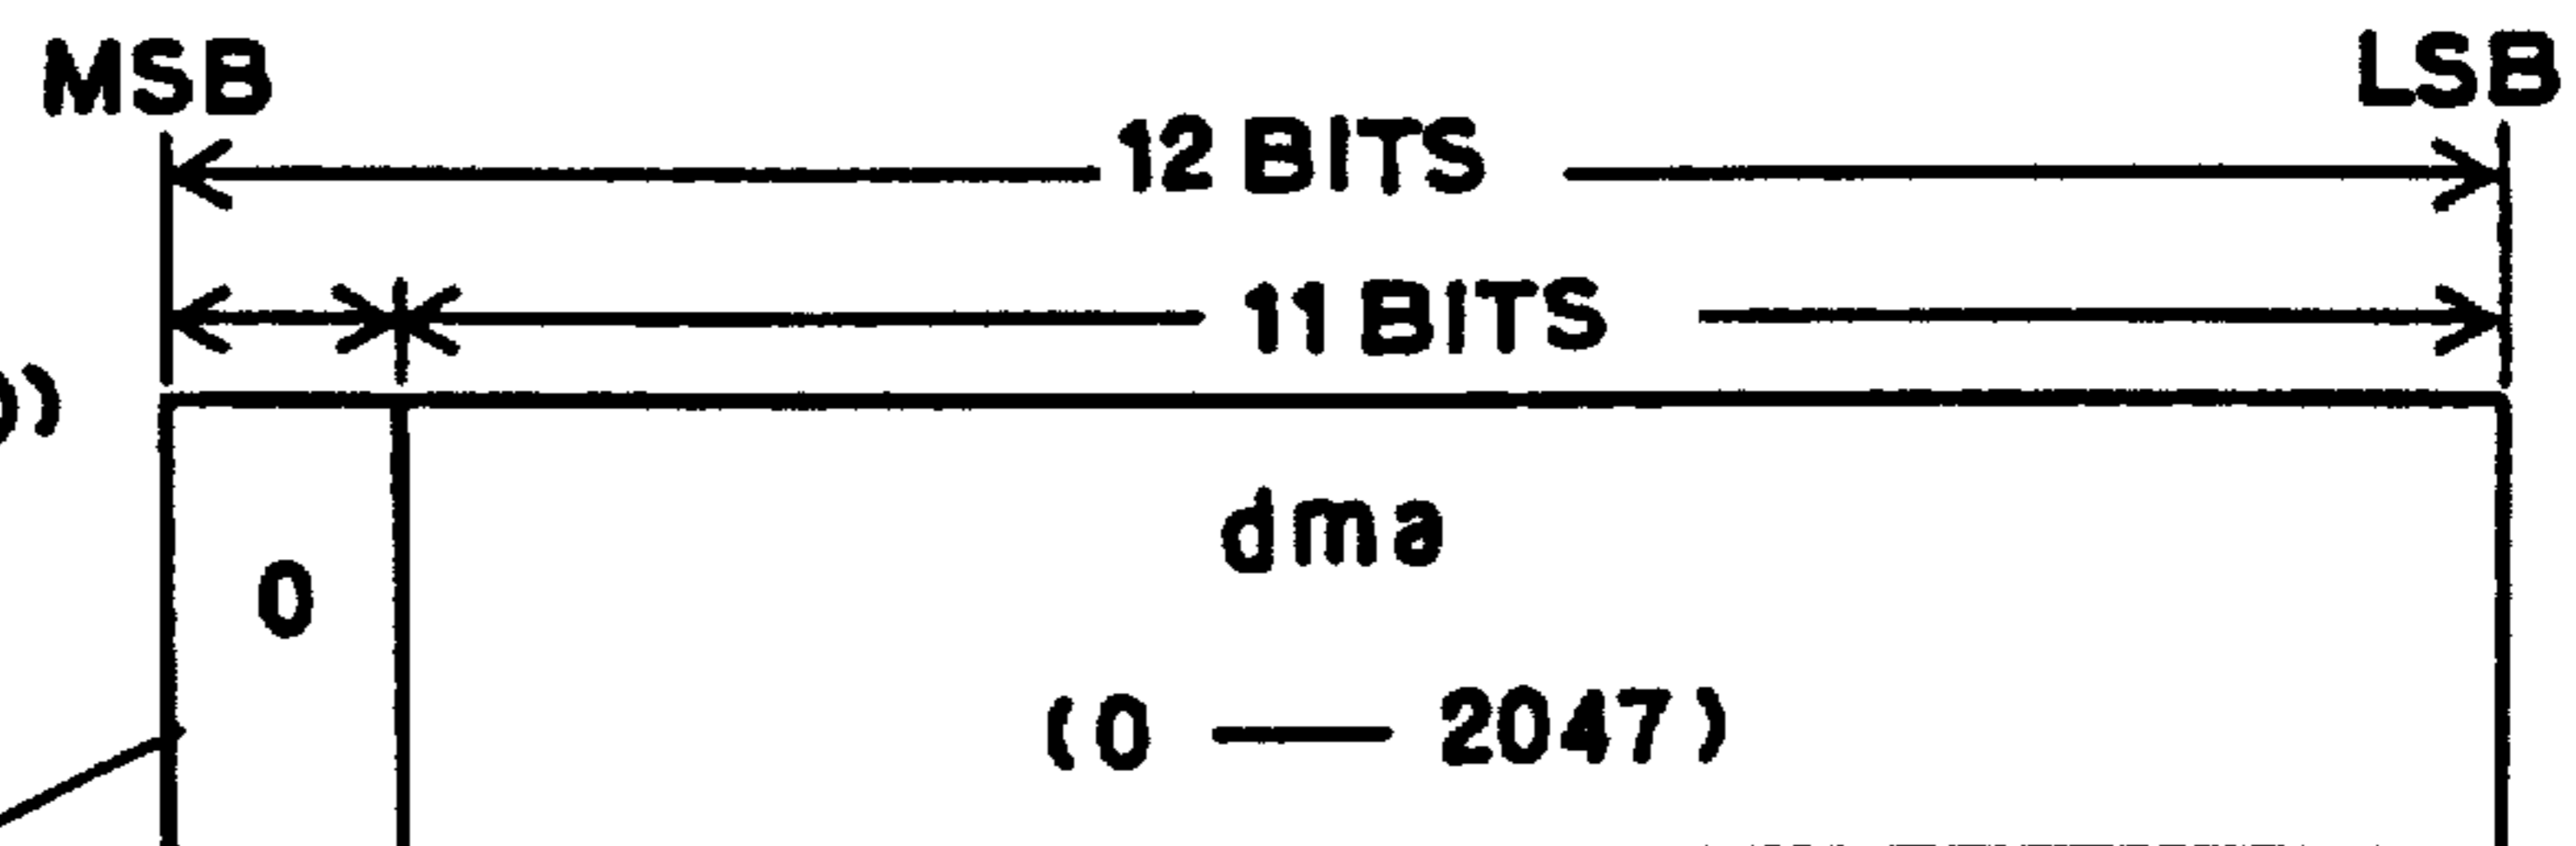 MSB LSB
12 BITS
11 BITS
)
dma
0
(0 — 2047)